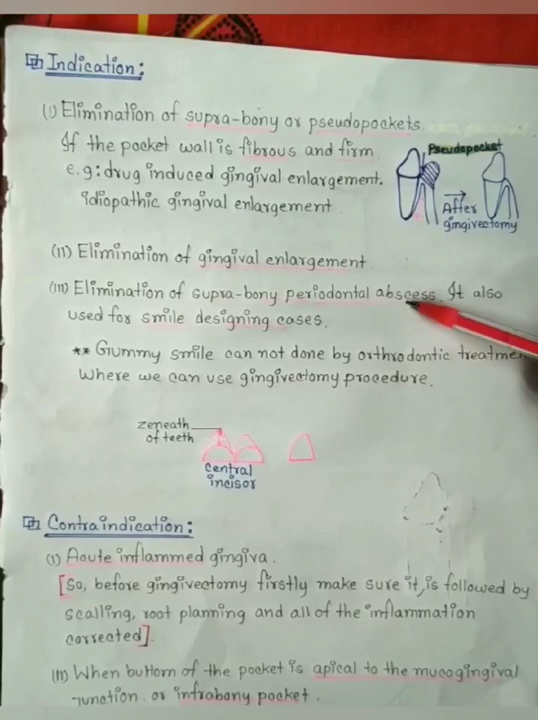 Indication:
(i) Elimination of supra-bony or pseudopockets.
If the pocket wall is fibrous and firm
e.g: drug induced gingival enlargement.
idiopathic gingival enlargement
Pseudopocket
After
gingivectomy
(ii) Elimination of gingival enlargement
(iii) Elimination of supra-bony periodontal abscess. It also
used for smile designing cases.
** Gummy smile can not done by orthrodontic treatmen
where we can use gingivectomy procedure.
zeneath
of teeth
central
incisor
Contraindication:
(i) Acute inflammed gingiva.
[So, before gingivectomy firstly make sure it, is followed by
scalling, root planning and all of the inflammation
corrected].
(ii) When buttom of the pocket is apical to the mucogingival
junction or infrabony pocket.